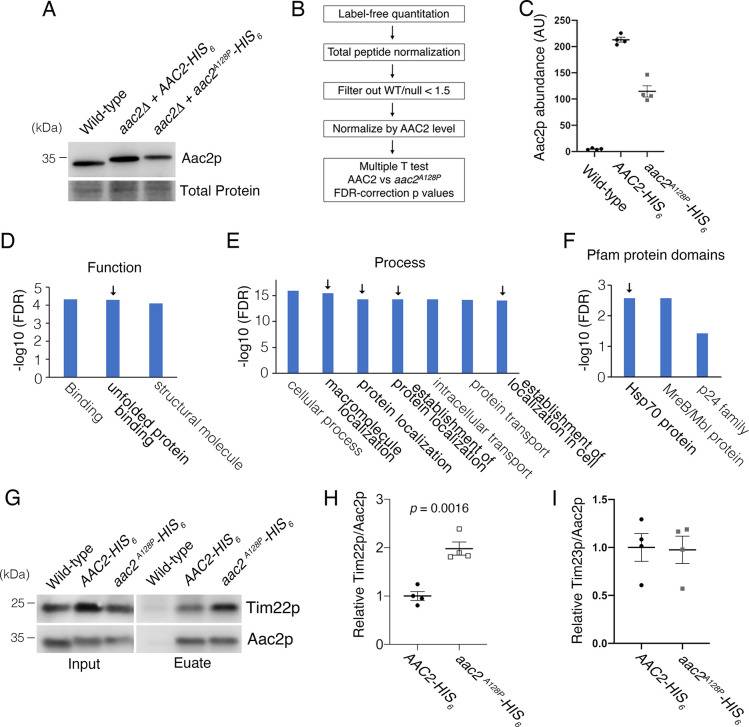 A
Wild-type
aac2Δ + AAC2-HIS6
aac2Δ + aac2A128P-HIS6
(kDa)
35
Aac2p
Total Protein
B
Label-free quantitation
Total peptide normalization
Filter out WT/null < 1.5
Normalize by AAC2 level
Multiple T test
AAC2 vs aac2A128P
FDR-correction p values
C
Aac2p abundance (AU)
250
200
150
100
50
0
Wild-type
AAC2-HIS6
aac2A128P-HIS6
D
Function
-log10 (FDR)
5
4
3
2
1
0
Binding
unfolded protein
binding
structural molecule
E
Process
-log10 (FDR)
15
10
5
0
cellular process
macromolecule
localization
protein localization
establishment of
protein localization
intracellular transport
protein transport
establishment of
localization in cell
F
Pfam protein domains
-log10 (FDR)
3
2
1
0
Hsp70 protein
MreB/Mbl protein
p24 family
G
Wild-type
AAC2-HIS6
aac2A128P-HIS6
Wild-type
AAC2-HIS6
aac2A128P-HIS6
(kDa)
25
Tim22p
35
Aac2p
Input
Euate
H
Relative Tim22p/Aac2p
3
2
1
0
p = 0.0016
AAC2-HIS6
aac2A128P-HIS6
I
Relative Tim23p/Aac2p
1.5
1.0
0.5
0.0
AAC2-HIS6
aac2A128P-HIS6